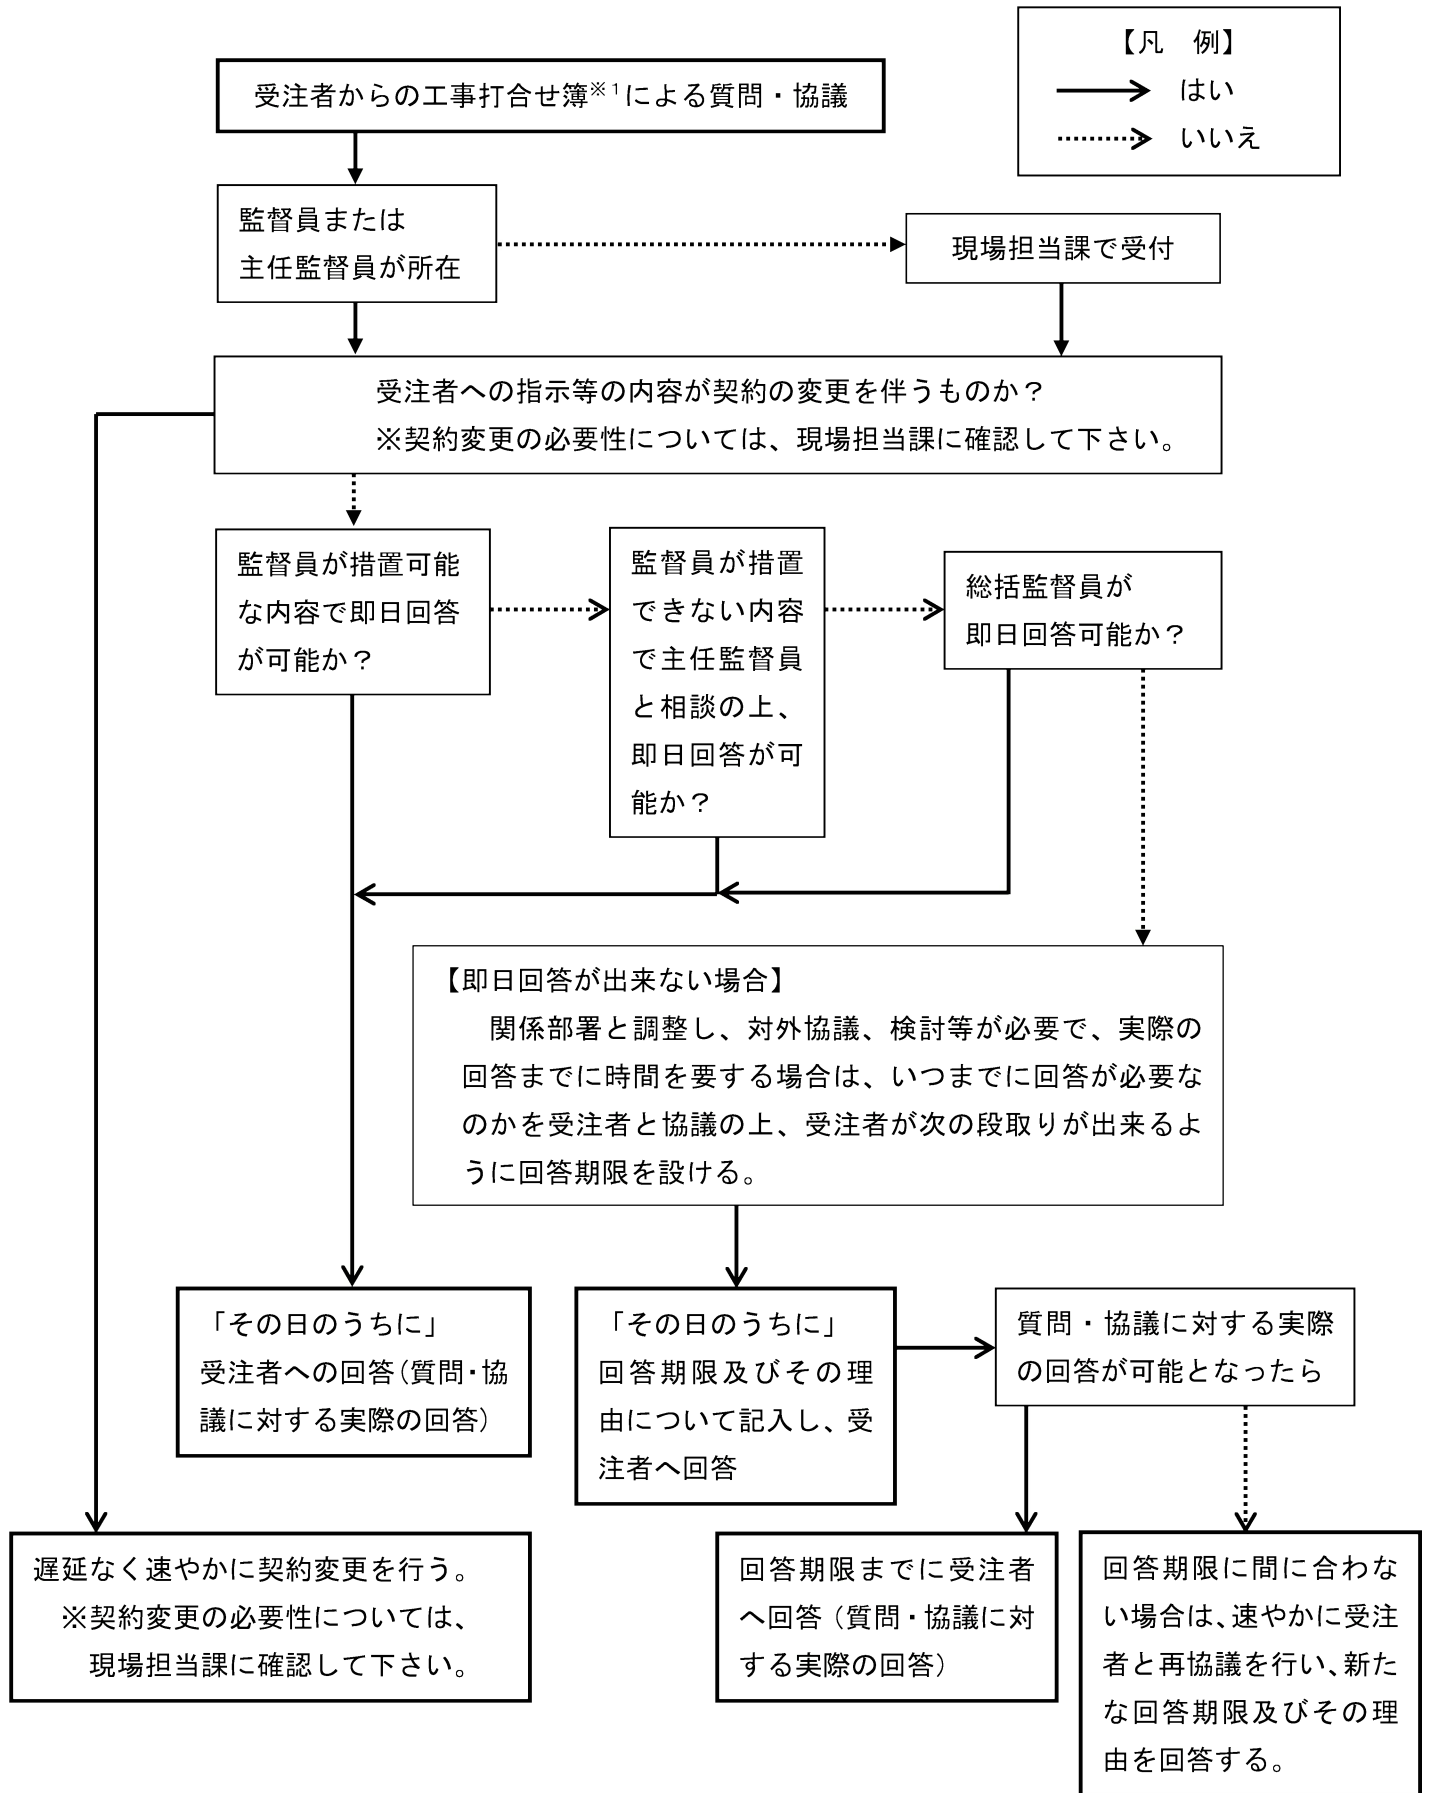 【凡　例】
はい
いいえ
受注者からの工事打合せ簿※1による質問・協議
監督員または
主任監督員が所在
現場担当課で受付
受注者への指示等の内容が契約の変更を伴うものか？
※契約変更の必要性については、現場担当課に確認して下さい。
監督員が措置可能
な内容で即日回答
が可能か？
監督員が措置
できない内容
で主任監督員
と相談の上、
即日回答が可
能か？
総括監督員が
即日回答可能か？
【即日回答が出来ない場合】
関係部署と調整し、対外協議、検討等が必要で、実際の
回答までに時間を要する場合は、いつまでに回答が必要な
のかを受注者と協議の上、受注者が次の段取りが出来るよ
うに回答期限を設ける。
「その日のうちに」
受注者への回答（質問・協
議に対する実際の回答）
「その日のうちに」
回答期限及びその理
由について記入し、受
注者へ回答
質問・協議に対する実際
の回答が可能となったら
遅延なく速やかに契約変更を行う。
※契約変更の必要性については、
現場担当課に確認して下さい。
回答期限までに受注者
へ回答（質問・協議に対
する実際の回答）
回答期限に間に合わな
い場合は、速やかに受注
者と再協議を行い、新た
な回答期限及びその理
由を回答する。